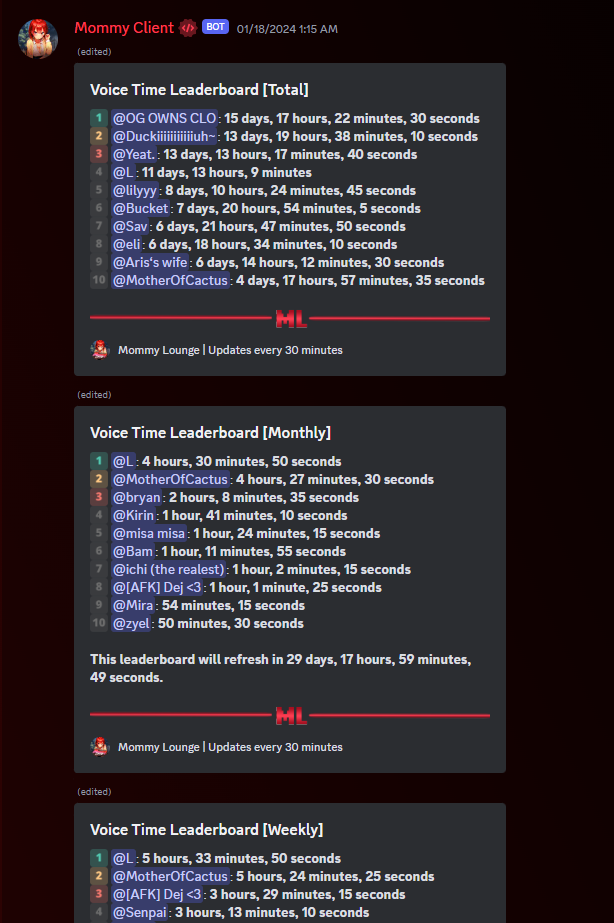 Mommy Client BOT 01/18/2024 1:15 AM
(edited)
Voice Time Leaderboard [Total]
1 @OG OWNS CLO: 15 days, 17 hours, 22 minutes, 30 seconds
2 @Duckiiiiiiiiiiiiuh~: 13 days, 19 hours, 38 minutes, 10 seconds
3 @Yeat.: 13 days, 13 hours, 17 minutes, 40 seconds
4 @L: 11 days, 13 hours, 9 minutes
5 @lilyyy: 8 days, 10 hours, 24 minutes, 45 seconds
6 @Bucket: 7 days, 20 hours, 54 minutes, 5 seconds
7 @Sav: 6 days, 21 hours, 47 minutes, 50 seconds
8 @eli: 6 days, 18 hours, 34 minutes, 10 seconds
9 @Aris's wife: 6 days, 14 hours, 12 minutes, 30 seconds
10 @MotherOfCactus: 4 days, 17 hours, 57 minutes, 35 seconds
ML
Mommy Lounge | Updates every 30 minutes
(edited)
Voice Time Leaderboard [Monthly]
1 @L: 4 hours, 30 minutes, 50 seconds
2 @MotherOfCactus: 4 hours, 27 minutes, 30 seconds
3 @bryan: 2 hours, 8 minutes, 35 seconds
4 @Kirin: 1 hour, 41 minutes, 10 seconds
5 @misa misa: 1 hour, 24 minutes, 15 seconds
6 @Bam: 1 hour, 11 minutes, 55 seconds
7 @ichi (the realest): 1 hour, 2 minutes, 15 seconds
8 @[AFK] Dej <3: 1 hour, 1 minute, 25 seconds
9 @Mira: 54 minutes, 15 seconds
10 @zyel: 50 minutes, 30 seconds
This leaderboard will refresh in 29 days, 17 hours, 59 minutes,
49 seconds.
ML
Mommy Lounge | Updates every 30 minutes
(edited)
Voice Time Leaderboard [Weekly]
1 @L: 5 hours, 33 minutes, 50 seconds
2 @MotherOfCactus: 5 hours, 24 minutes, 25 seconds
3 @[AFK] Dej <3: 3 hours, 29 minutes, 15 seconds
4 @Senpai: 3 hours, 13 minutes, 10 seconds